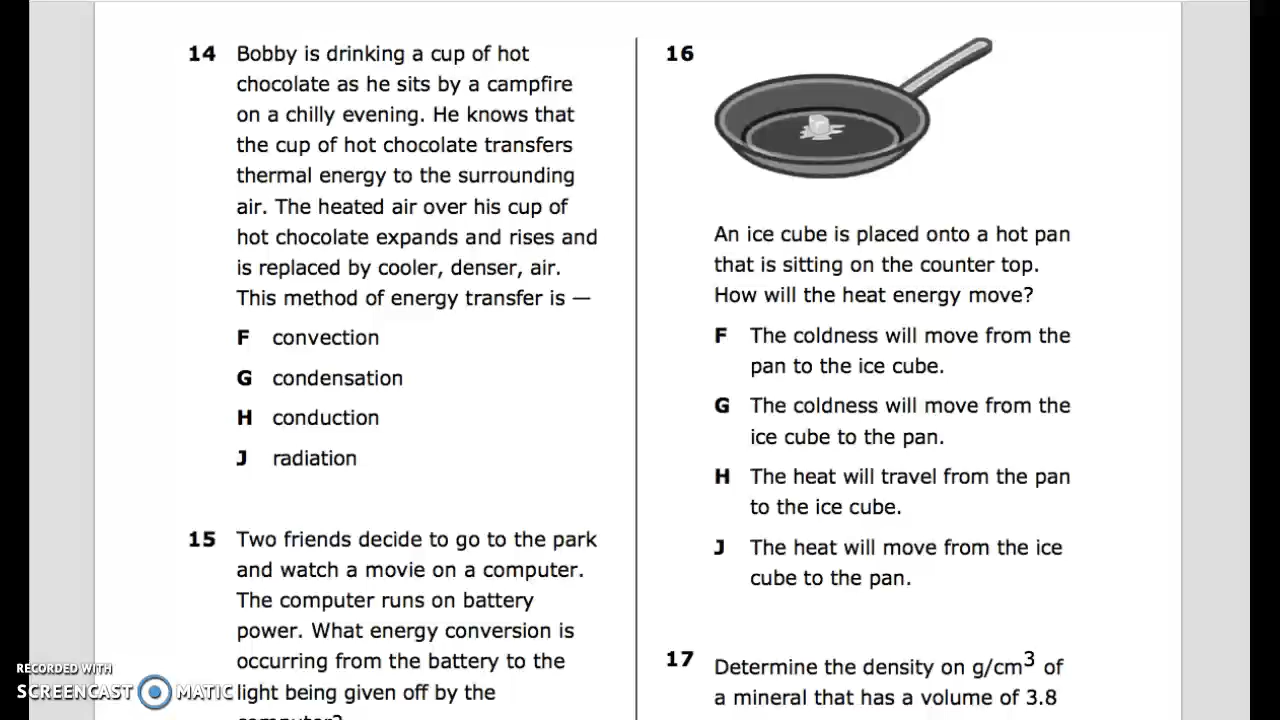 14 Bobby is drinking a cup of hot
chocolate as he sits by a campfire
on a chilly evening. He knows that
the cup of hot chocolate transfers
thermal energy to the surrounding
air. The heated air over his cup of
hot chocolate expands and rises and
is replaced by cooler, denser, air.
This method of energy transfer is —
F convection
G condensation
H conduction
J radiation
15 Two friends decide to go to the park
and watch a movie on a computer.
The computer runs on battery
power. What energy conversion is
occurring from the battery to the
light being given off by the
computer?
16
An ice cube is placed onto a hot pan
that is sitting on the counter top.
How will the heat energy move?
F The coldness will move from the
pan to the ice cube.
G The coldness will move from the
ice cube to the pan.
H The heat will travel from the pan
to the ice cube.
J The heat will move from the ice
cube to the pan.
17 Determine the density on g/cm³ of
a mineral that has a volume of 3.8
RECORDED WITH
SCREENCAST MATIC